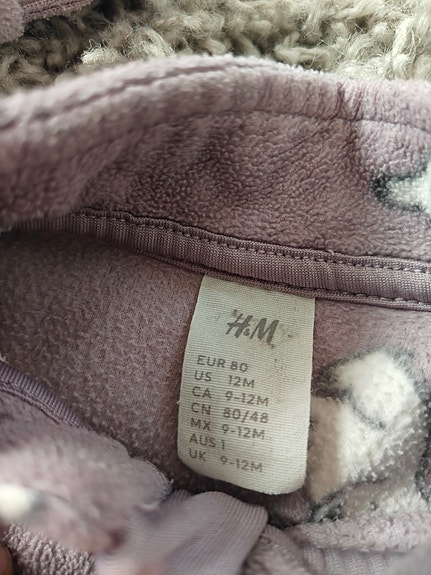 H&M
EUR 80
US 12M
CA 9-12M
CN 80/48
MX 9-12M
AUS 1
UK 9-12M